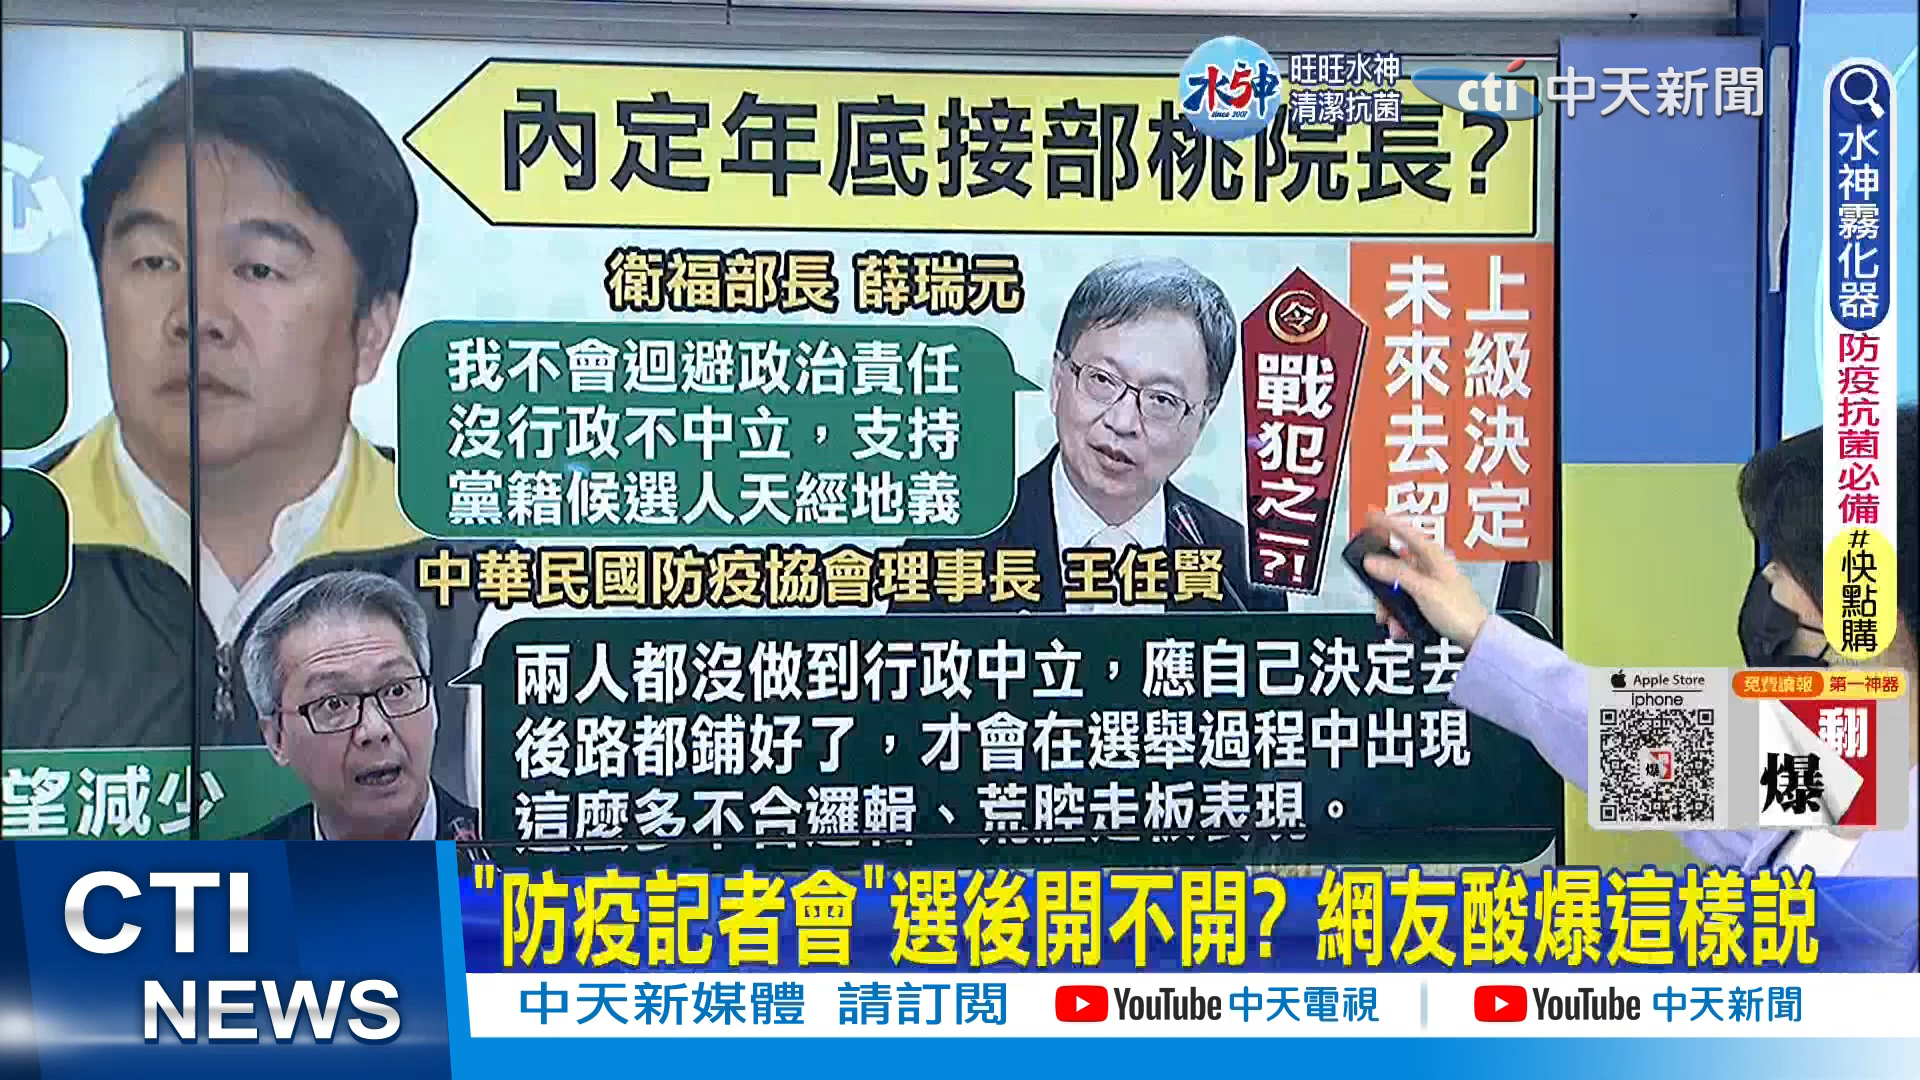 內定年底接部桃院長?
水神
since 2007
旺旺水神
清潔抗菌
cti 中天新聞
水神霧化器
防疫抗菌必備
#快點購
衛福部長 薛瑞元
我不會迴避政治責任
沒行政不中立，支持
黨籍候選人天經地義
令
戰犯之一?!
上級決定
未來去留
中華民國防疫協會理事長 王任賢
兩人都沒做到行政中立，應自己決定去
後路都鋪好了，才會在選舉過程中出現
這麼多不合邏輯、荒腔走板表現。
望減少
Apple Store
iphone
免費讀報 第一神器
翻爆
"防疫記者會"選後開不開? 網友酸爆這樣說
CTI
NEWS
中天新媒體 請訂閱 YouTube 中天電視 | YouTube 中天新聞